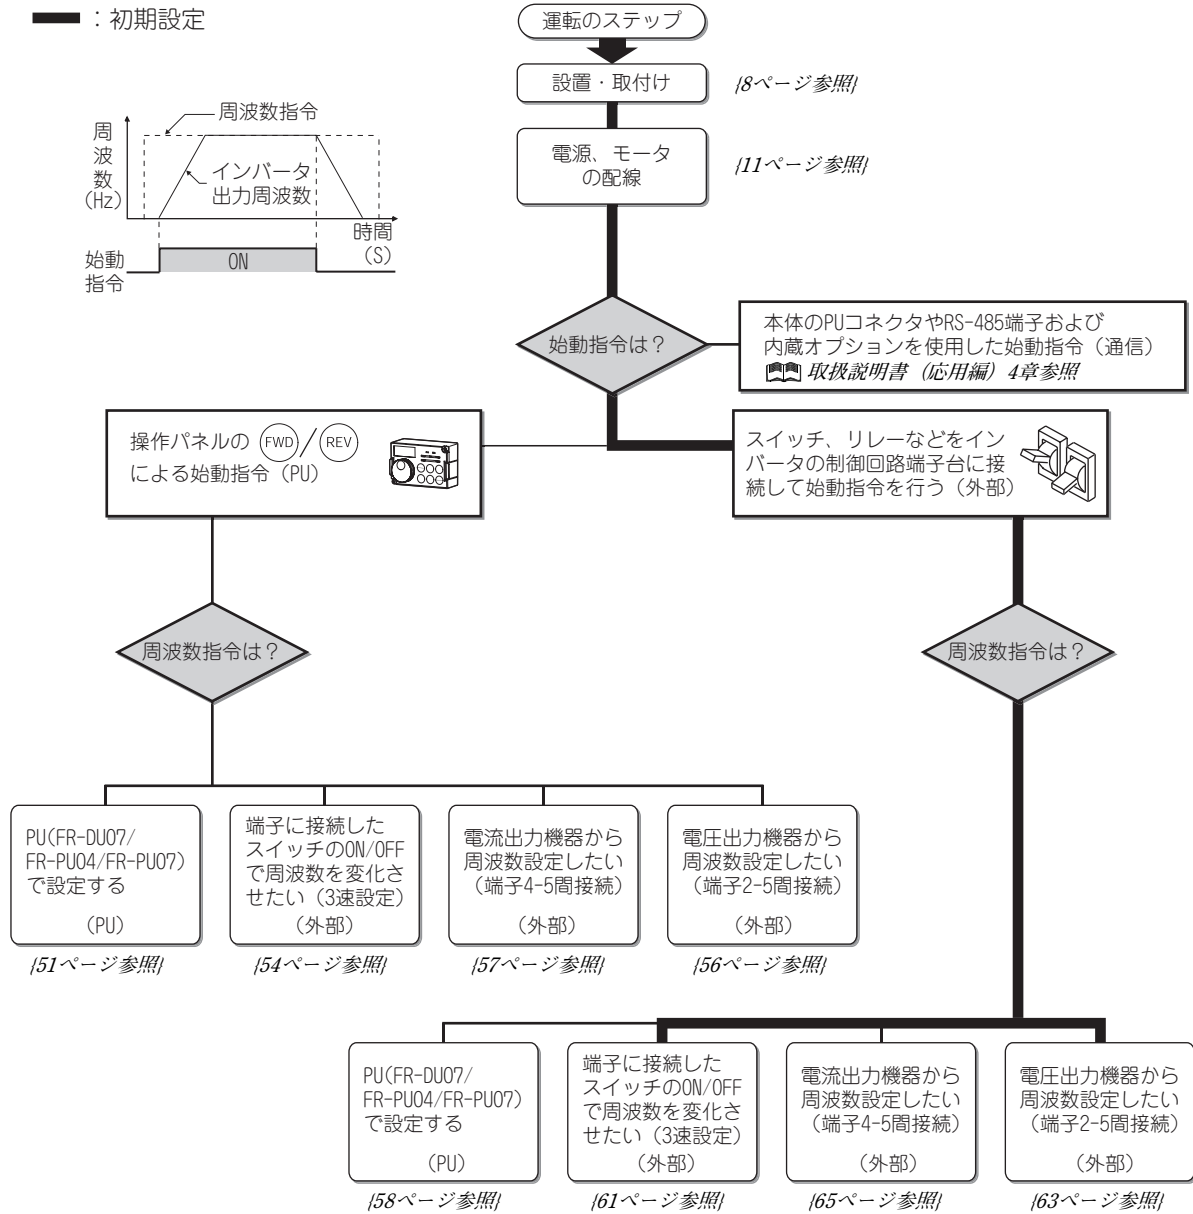 ：初期設定
運転のステップ
設置・取付け
{8ページ参照}
電源、モータ
の配線
{11ページ参照}
周波数指令
周
波
数
(Hz)
インバータ
出力周波数
時間
(S)
始動
指令
ON
始動指令は？
本体のPUコネクタやRS-485端子および
内蔵オプションを使用した始動指令（通信）
取扱説明書（応用編）4章参照
操作パネルの FWD/REV
による始動指令（PU）
スイッチ、リレーなどをイン
バータの制御回路端子台に接
続して始動指令を行う（外部）
周波数指令は？
周波数指令は？
PU(FR-DU07/
FR-PU04/FR-PU07)
で設定する
（PU）
{51ページ参照}
端子に接続した
スイッチのON/OFF
で周波数を変化さ
せたい（3速設定）
（外部）
{54ページ参照}
電流出力機器から
周波数設定したい
（端子4-5間接続）
（外部）
{57ページ参照}
電圧出力機器から
周波数設定したい
（端子2-5間接続）
（外部）
{56ページ参照}
PU(FR-DU07/
FR-PU04/FR-PU07)
で設定する
（PU）
{58ページ参照}
端子に接続した
スイッチのON/OFF
で周波数を変化さ
せたい（3速設定）
（外部）
{61ページ参照}
電流出力機器から
周波数設定したい
（端子4-5間接続）
（外部）
{65ページ参照}
電圧出力機器から
周波数設定したい
（端子2-5間接続）
（外部）
{63ページ参照}